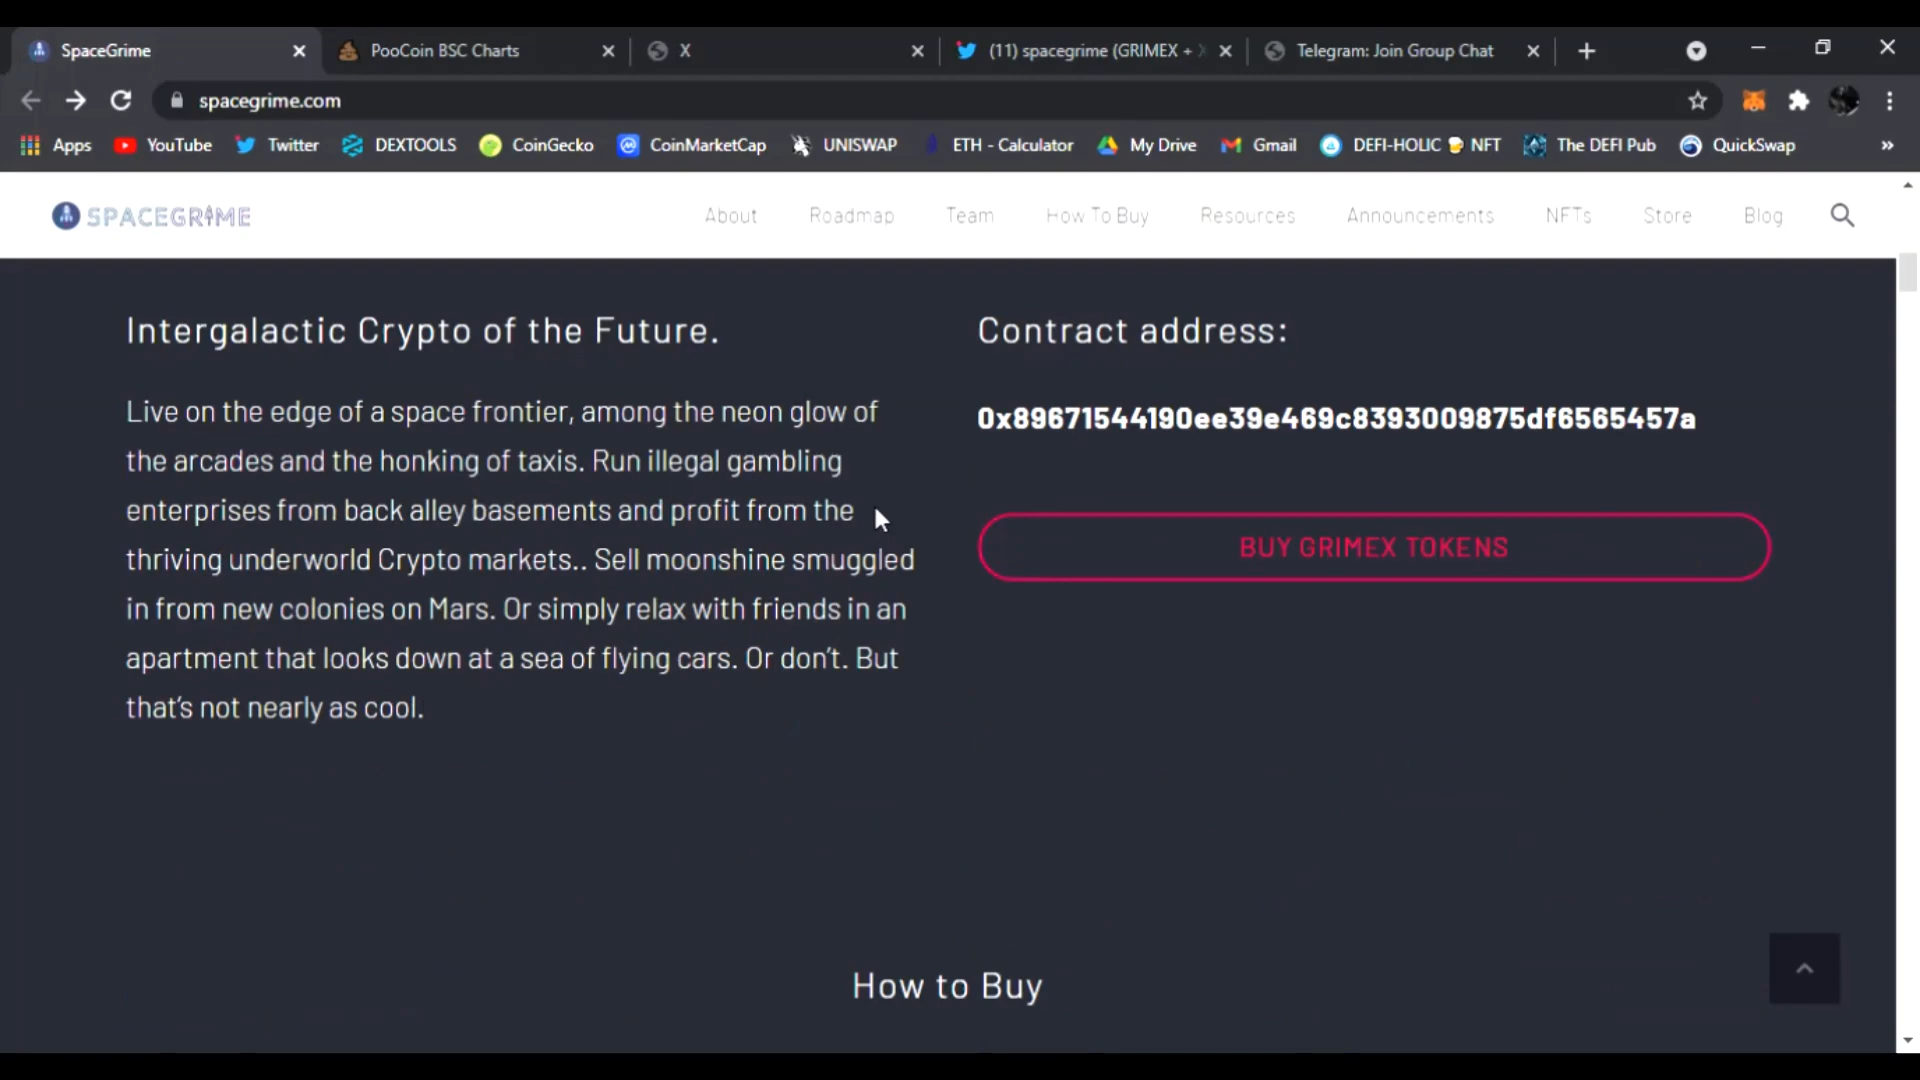 SpaceGrime
PooCoin BSC Charts
X
(11) spacegrime (GRIMEX +
Telegram: Join Group Chat
spacegrime.com
Apps
YouTube
Twitter
DEXTOOLS
CoinGecko
CoinMarketCap
UNISWAP
ETH - Calculator
My Drive
Gmail
DEFI-HOLIC 🍺 NFT
The DEFI Pub
QuickSwap
»
SPACEGRIME
About
Roadmap
Team
How To Buy
Resources
Announcements
NFTs
Store
Blog
Intergalactic Crypto of the Future.
Live on the edge of a space frontier, among the neon glow of
the arcades and the honking of taxis. Run illegal gambling
enterprises from back alley basements and profit from the
thriving underworld Crypto markets.. Sell moonshine smuggled
in from new colonies on Mars. Or simply relax with friends in an
apartment that looks down at a sea of flying cars. Or don't. But
that's not nearly as cool.
Contract address:
0x89671544190ee39e469c8393009875df6565457a
BUY GRIMEX TOKENS
How to Buy